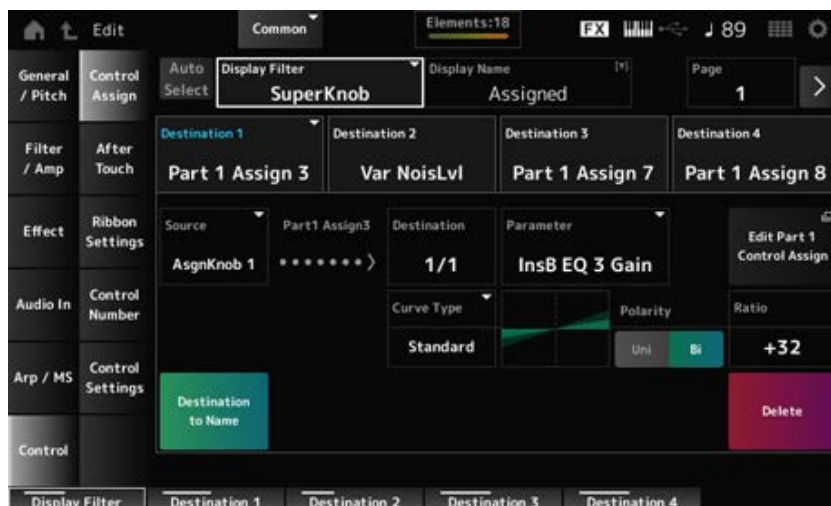 Edit
Common
Elements:18
FX
89
General / Pitch
Control Assign
Auto Select
Display Filter
SuperKnob
Display Name
Assigned
Page
1
Filter / Amp
After Touch
Destination 1
Part 1 Assign 3
Destination 2
Var NoisLvl
Destination 3
Part 1 Assign 7
Destination 4
Part 1 Assign 8
Effect
Ribbon Settings
Source
AsgnKnob 1
Part1 Assign3
Destination
1/1
Parameter
InsB EQ 3 Gain
Edit Part 1
Control Assign
Audio In
Control Number
Curve Type
Standard
Polarity
Uni
Bi
Ratio
+32
Arp / MS
Control Settings
Destination
to Name
Delete
Control
Display Filter
Destination 1
Destination 2
Destination 3
Destination 4